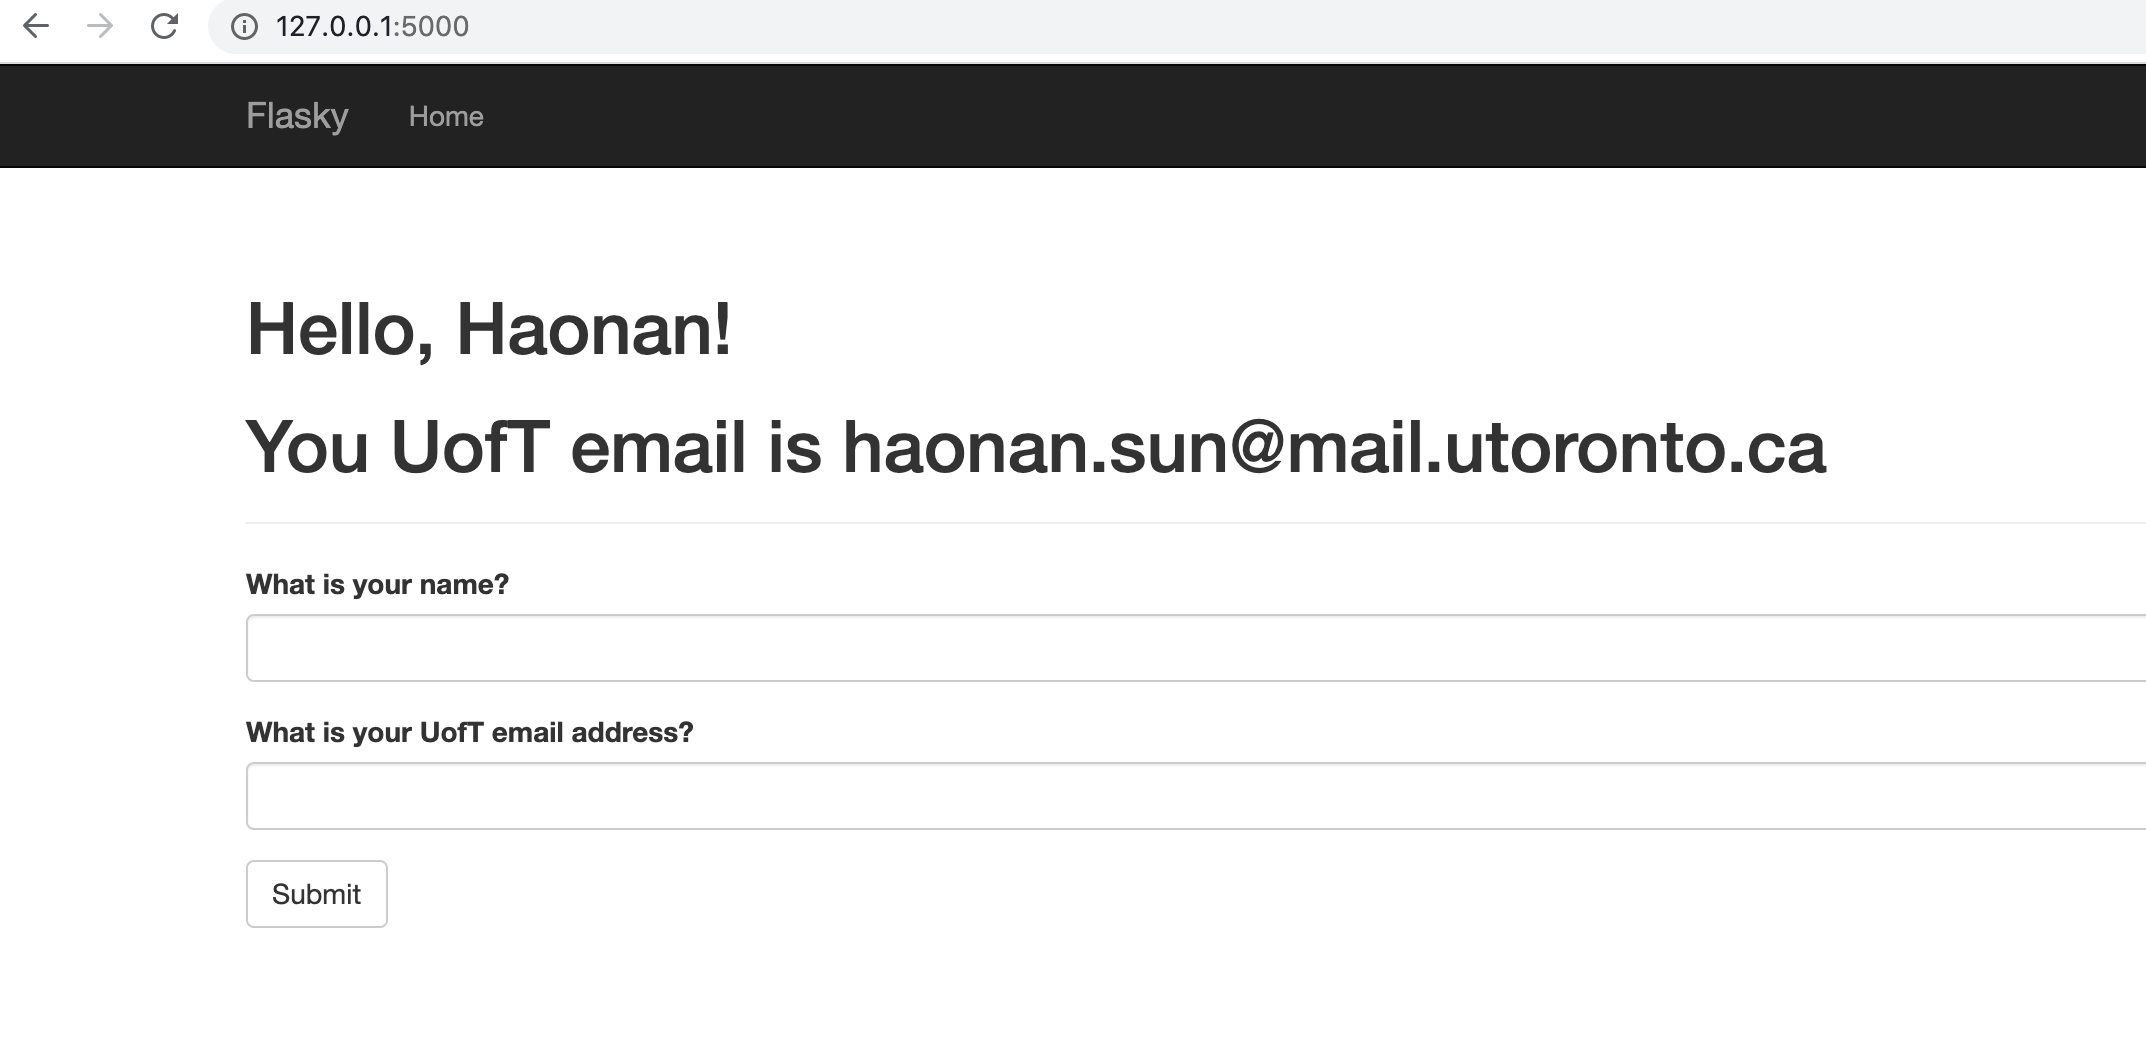 127.0.0.1:5000
Flasky Home
Hello, Haonan!
You UofT email is haonan.sun@mail.utoronto.ca
What is your name?
What is your UofT email address?
Submit